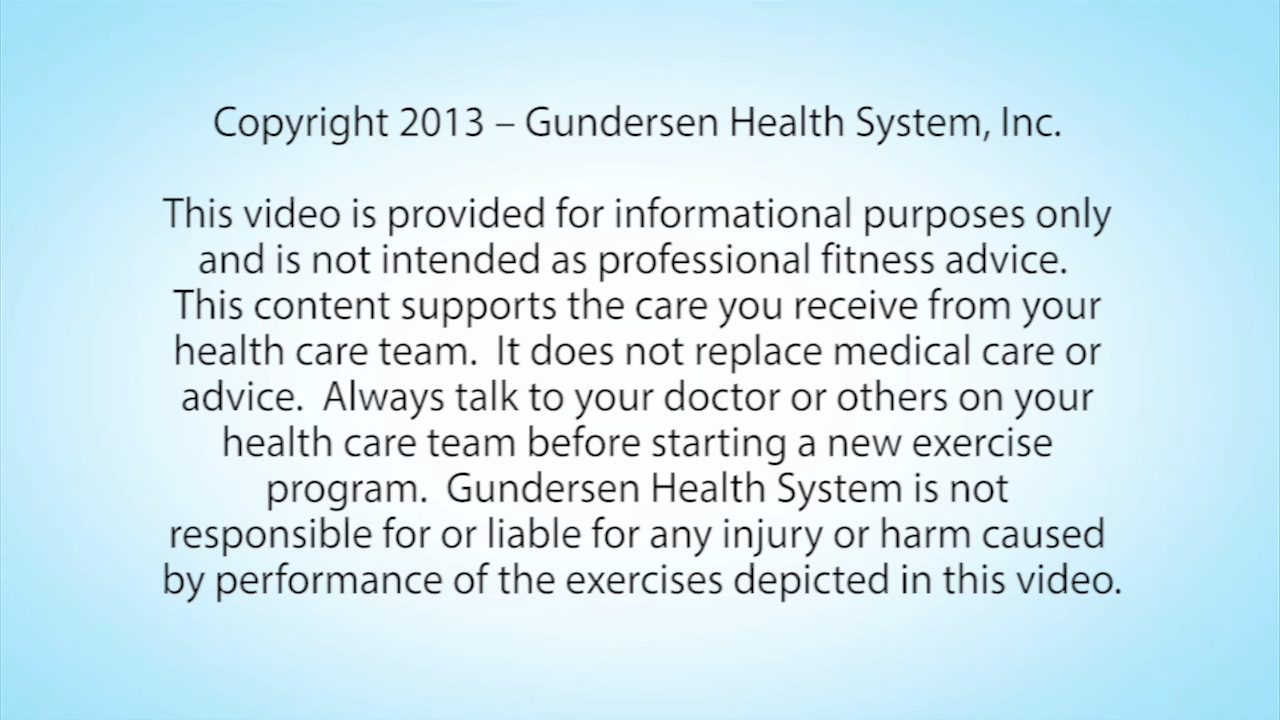 Copyright 2013 – Gundersen Health System, Inc.
This video is provided for informational purposes only
and is not intended as professional fitness advice.
This content supports the care you receive from your
health care team.  It does not replace medical care or
advice.  Always talk to your doctor or others on your
health care team before starting a new exercise
program.  Gundersen Health System is not
responsible for or liable for any injury or harm caused
by performance of the exercises depicted in this video.